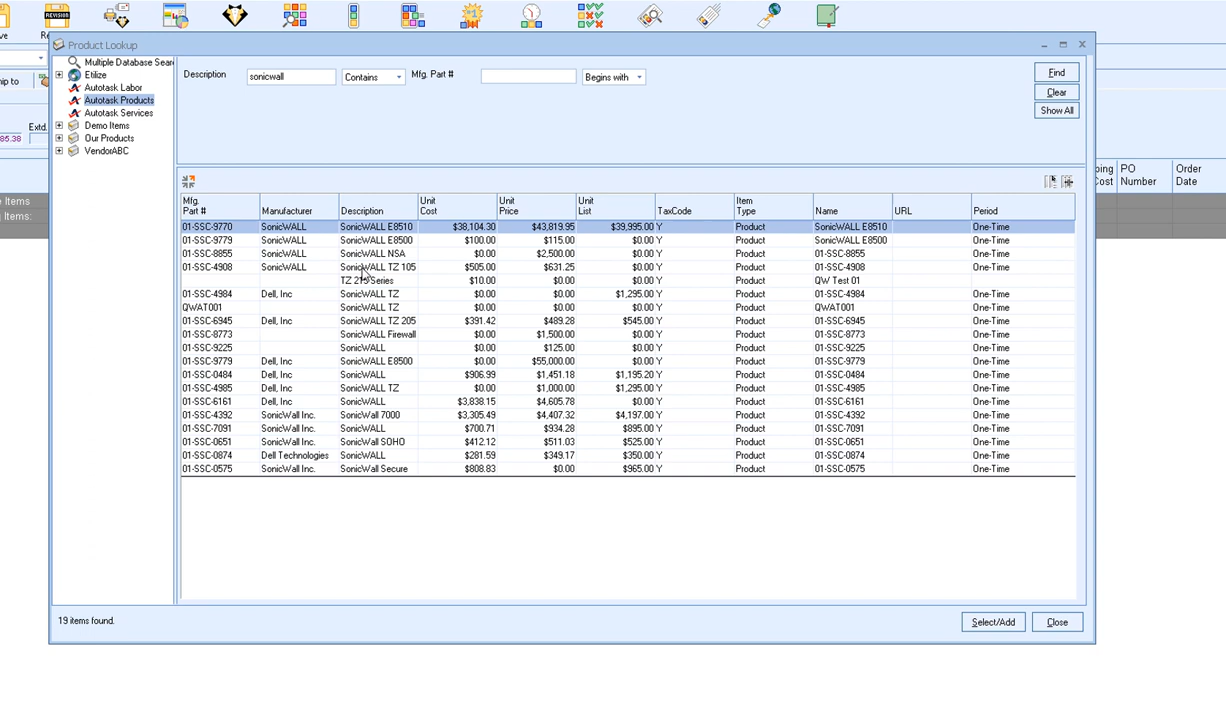 ve
REVISION
Product Lookup
hip to
Extd.
85.38
e Items
g Items:
Multiple Database Sear
Etilize
Autotask Labor
Autotask Products
Autotask Services
Demo Items
Our Products
VendorABC
Description sonicwall Contains Mfg. Part # Begins with
Find
Clear
Show All
Mfg. Part # Manufacturer Description Unit Cost Unit Price Unit List TaxCode Item Type Name URL Period
01-SSC-9770 SonicWALL SonicWALL E8510 $38,104.30 $43,819.95 $39,995.00 Y Product SonicWALL E8510 One-Time
01-SSC-9779 SonicWALL SonicWALL E8500 $100.00 $115.00 $0.00 Y Product SonicWALL E8500 One-Time
01-SSC-8855 SonicWALL SonicWALL NSA $0.00 $2,500.00 $0.00 Y Product 01-SSC-8855 One-Time
01-SSC-4908 SonicWALL SonicWALL TZ 105 $505.00 $631.25 $0.00 Y Product 01-SSC-4908 One-Time
TZ 215 Series $10.00 $0.00 $0.00 Y Product QW Test 01
01-SSC-4984 Dell, Inc SonicWALL TZ $0.00 $0.00 $1,295.00 Y Product 01-SSC-4984 One-Time
QWAT001 SonicWALL TZ $0.00 $0.00 $0.00 Y Product QWAT001 One-Time
01-SSC-6945 Dell, Inc SonicWALL TZ 205 $391.42 $489.28 $545.00 Y Product 01-SSC-6945 One-Time
01-SSC-8773 SonicWALL Firewall $0.00 $1,500.00 $0.00 Y Product 01-SSC-8773 One-Time
01-SSC-9225 SonicWALL $0.00 $125.00 $0.00 Y Product 01-SSC-9225 One-Time
01-SSC-9779 Dell, Inc SonicWALL E8500 $0.00 $55,000.00 $0.00 Y Product 01-SSC-9779 One-Time
01-SSC-0484 Dell, Inc SonicWALL $906.99 $1,451.18 $1,195.20 Y Product 01-SSC-0484 One-Time
01-SSC-4985 Dell, Inc SonicWALL TZ $0.00 $1,000.00 $1,295.00 Y Product 01-SSC-4985 One-Time
01-SSC-6161 Dell, Inc SonicWALL $3,838.15 $4,605.78 $0.00 Y Product 01-SSC-6161 One-Time
01-SSC-4392 SonicWall Inc. SonicWall 7000 $3,305.49 $4,407.32 $4,197.00 Y Product 01-SSC-4392 One-Time
01-SSC-7091 SonicWall Inc. SonicWALL $700.71 $934.28 $895.00 Y Product 01-SSC-7091 One-Time
01-SSC-0651 SonicWall Inc. SonicWall SOHO $412.12 $511.03 $525.00 Y Product 01-SSC-0651 One-Time
01-SSC-0874 Dell Technologies SonicWALL $281.59 $349.17 $350.00 Y Product 01-SSC-0874 One-Time
01-SSC-0575 SonicWall Inc. SonicWall Secure $808.83 $0.00 $965.00 Y Product 01-SSC-0575 One-Time
19 items found.
Select/Add
Close
ping Cost PO Number Order Date